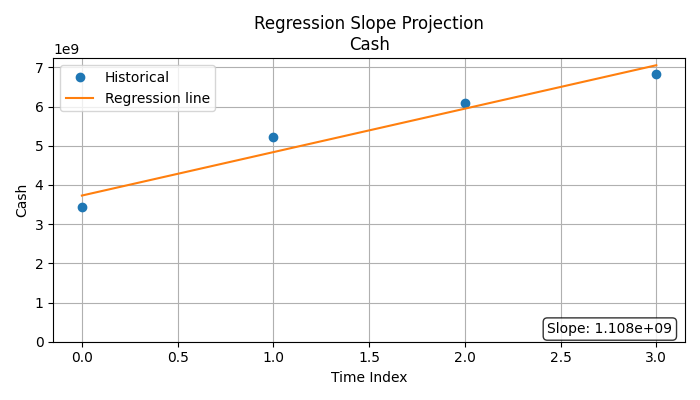 Regression Slope Projection
Cash
1e9
7
6
5
4
3
2
1
0
Cash
Historical
Regression line
Slope: 1.108e+09
0.0 0.5 1.0 1.5 2.0 2.5 3.0
Time Index